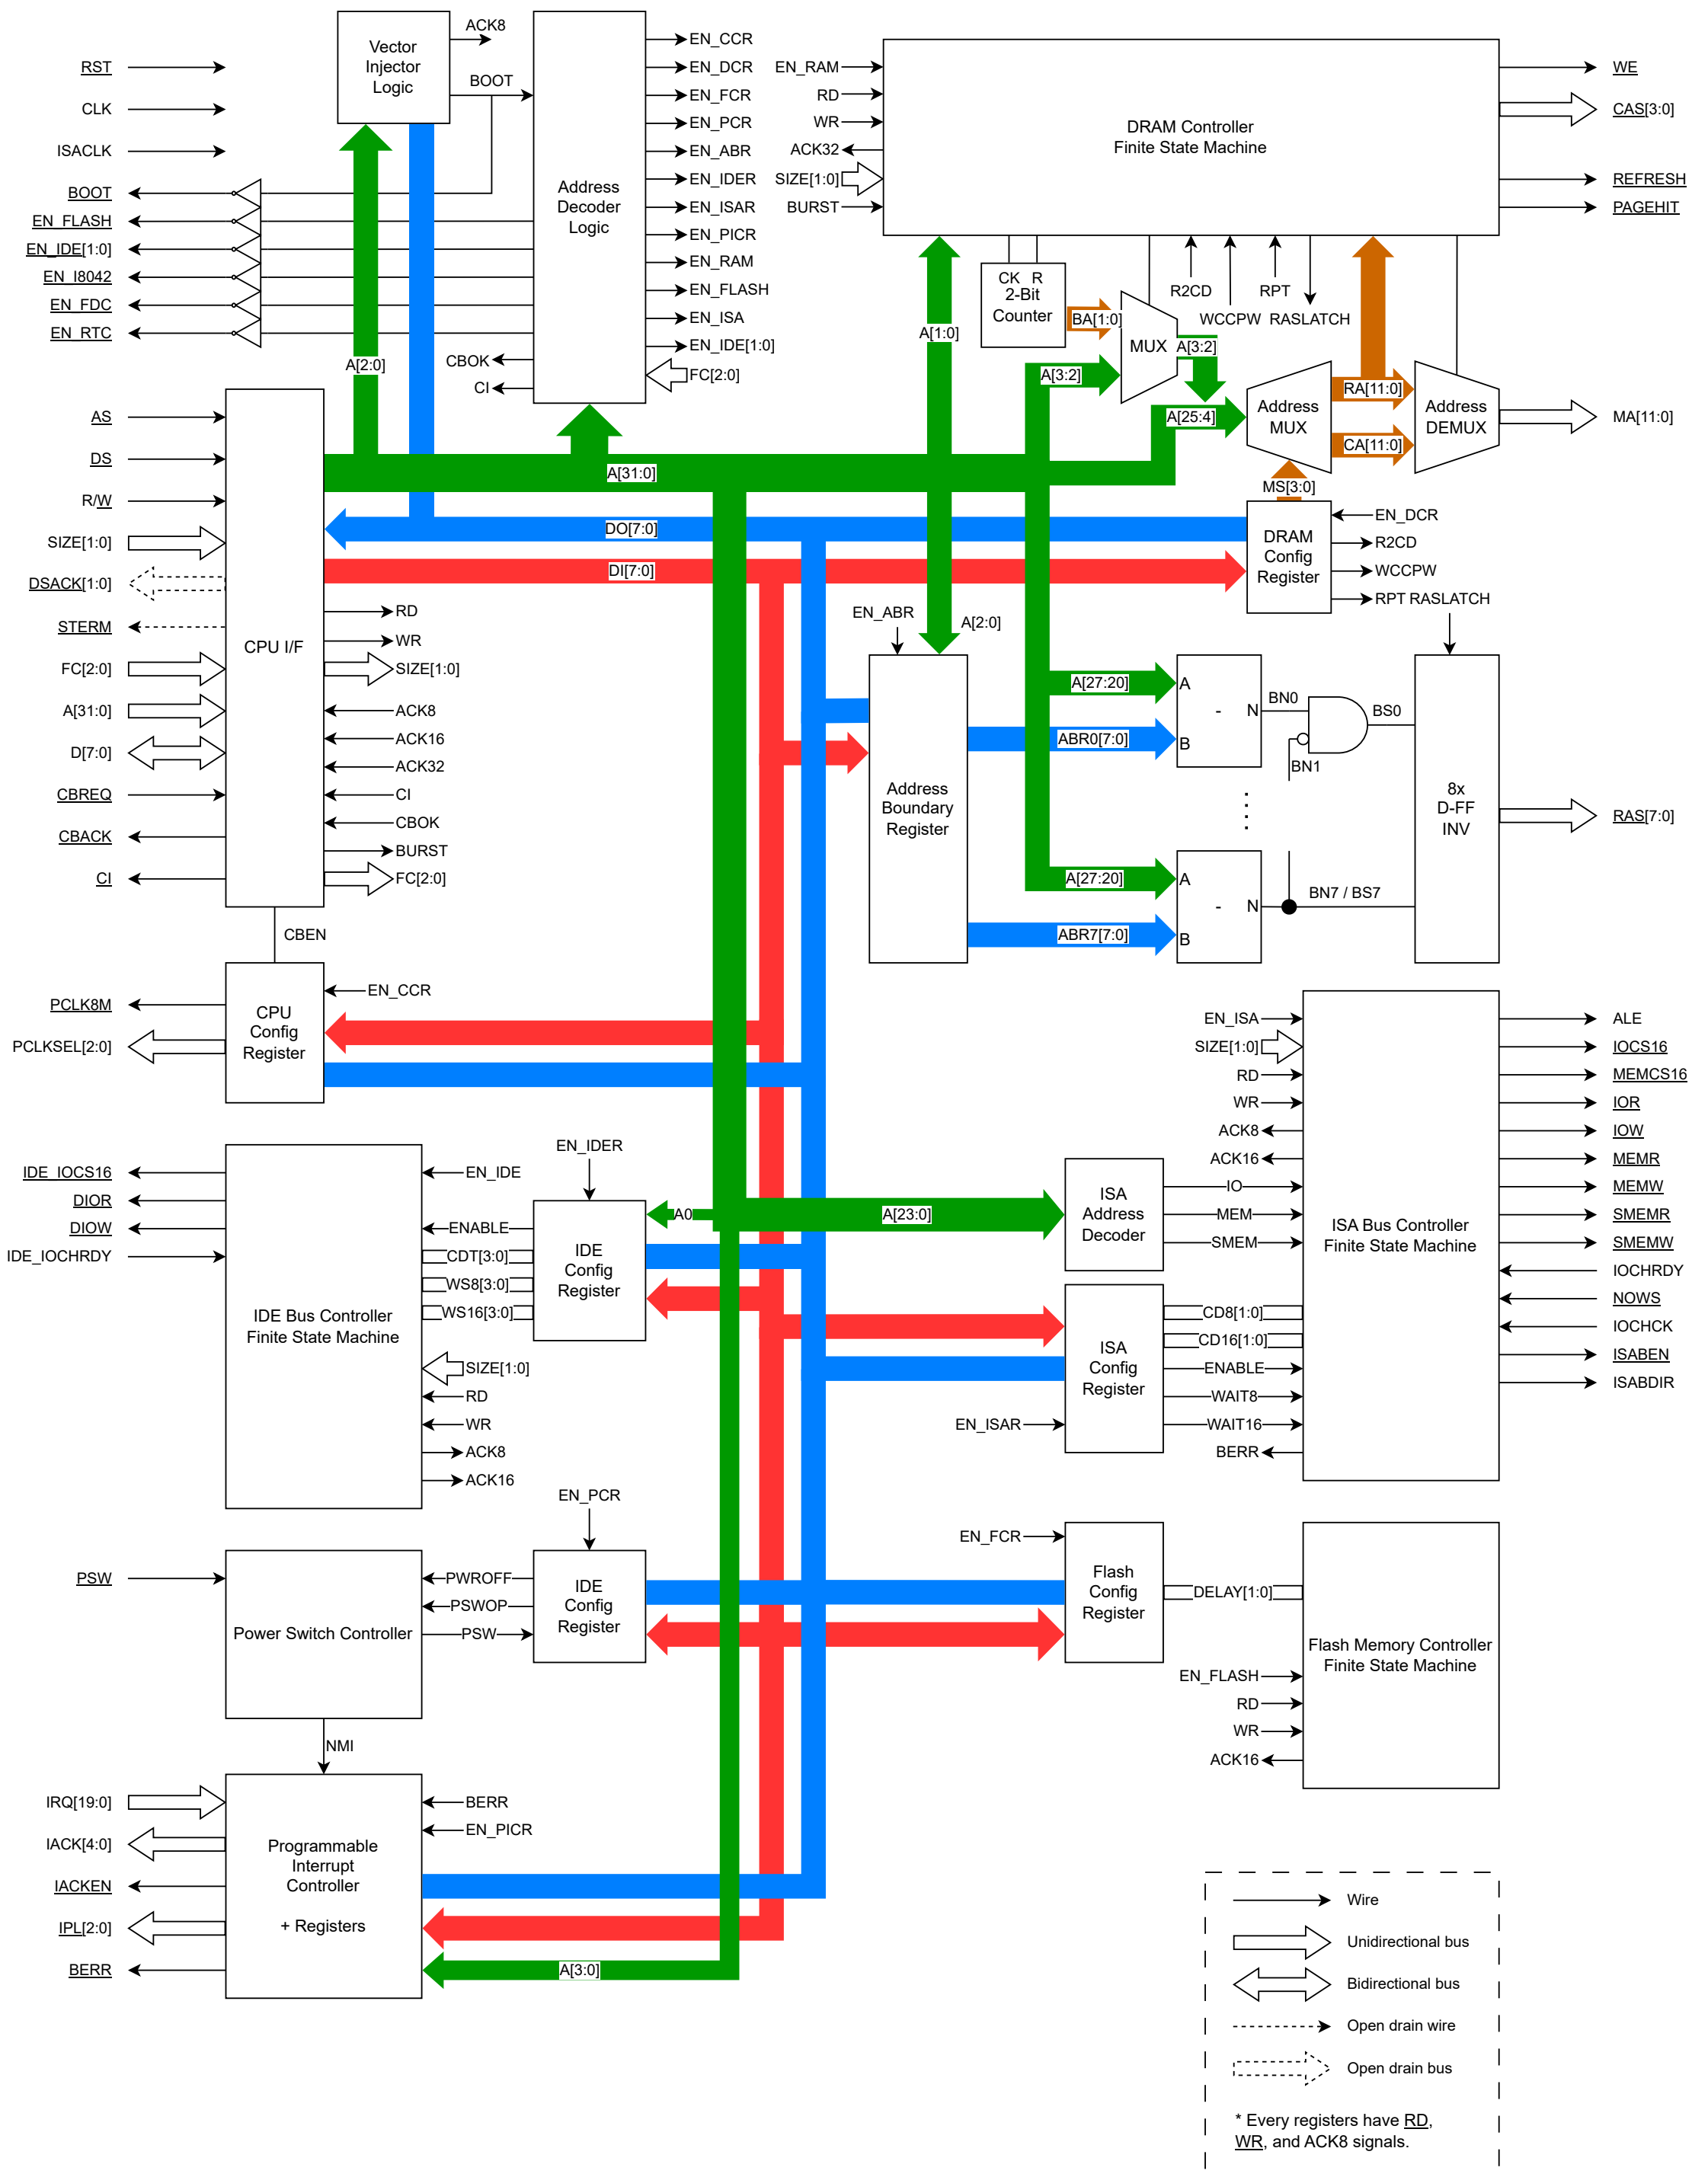 RST
CLK
ISACLK
BOOT
EN_FLASH
EN_IDE[1:0]
EN_I8042
EN_FDC
EN_RTC
Vector
Injector
Logic
ACK8
BOOT
Address
Decoder
Logic
EN_CCR
EN_DCR
EN_FCR
EN_PCR
EN_ABR
EN_IDER
EN_ISAR
EN_PICR
EN_RAM
EN_FLASH
EN_ISA
EN_IDE[1:0]
FC[2:0]
CBOK
CI
A[2:0]
EN_RAM
RD
WR
ACK32
SIZE[1:0]
BURST
DRAM Controller
Finite State Machine
WE
CAS[3:0]
REFRESH
PAGEHIT
CK R
2-Bit
Counter
BA[1:0]
MUX
R2CD
WCCPW
RPT
RASLATCH
A[1:0]
A[3:2]
A[3:2]
A[25:4]
Address
MUX
RA[11:0]
CA[11:0]
Address
DEMUX
MA[11:0]
MS[3:0]
AS
DS
R/W
SIZE[1:0]
DSACK[1:0]
STERM
FC[2:0]
A[31:0]
D[7:0]
CBREQ
CBACK
CI
CPU I/F
A[31:0]
DO[7:0]
DI[7:0]
RD
WR
SIZE[1:0]
ACK8
ACK16
ACK32
CI
CBOK
BURST
FC[2:0]
CBEN
DRAM
Config
Register
EN_DCR
R2CD
WCCPW
RPT RASLATCH
EN_ABR
A[2:0]
Address
Boundary
Register
A[27:20]
ABR0[7:0]
A
B
-
N
BN0
BN1
BS0
8x
D-FF
INV
RAS[7:0]
A[27:20]
ABR7[7:0]
A
B
-
N
BN7 / BS7
PCLK8M
PCLKSEL[2:0]
CPU
Config
Register
EN_CCR
IDE_IOCS16
DIOR
DIOW
IDE_IOCHRDY
IDE Bus Controller
Finite State Machine
EN_IDE
ENABLE
CDT[3:0]
WS8[3:0]
WS16[3:0]
SIZE[1:0]
RD
WR
ACK8
ACK16
EN_IDER
IDE
Config
Register
A0
A[23:0]
ISA
Address
Decoder
IO
MEM
SMEM
ISA
Config
Register
EN_ISAR
CD8[1:0]
CD16[1:0]
ENABLE
WAIT8
WAIT16
BERR
EN_ISA
SIZE[1:0]
RD
WR
ACK8
ACK16
ISA Bus Controller
Finite State Machine
ALE
IOCS16
MEMCS16
IOR
IOW
MEMR
MEMW
SMEMR
SMEMW
IOCHRDY
NOWS
IOCHCK
ISABEN
ISABDIR
PSW
Power Switch Controller
PWROFF
PSWOP
PSW
EN_PCR
IDE
Config
Register
NMI
EN_FCR
Flash
Config
Register
DELAY[1:0]
Flash Memory Controller
Finite State Machine
EN_FLASH
RD
WR
ACK16
IRQ[19:0]
IACK[4:0]
IACKEN
IPL[2:0]
BERR
Programmable
Interrupt
Controller
+ Registers
BERR
EN_PICR
A[3:0]
Wire
Unidirectional bus
Bidirectional bus
Open drain wire
Open drain bus
* Every registers have RD,
WR, and ACK8 signals.